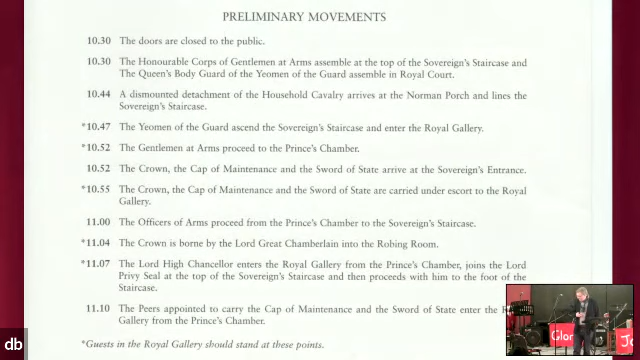 PRELIMINARY MOVEMENTS
10.30 The doors are closed to the public.
10.30 The Honourable Corps of Gentlemen at Arms assemble at the top of the Sovereign's Staircase and
The Queen's Body Guard of the Yeomen of the Guard assemble in Royal Court.
10.44 A dismounted detachment of the Household Cavalry arrives at the Norman Porch and lines the
Sovereign's Staircase.
*10.47 The Yeomen of the Guard ascend the Sovereign's Staircase and enter the Royal Gallery.
*10.52 The Gentlemen at Arms proceed to the Prince's Chamber.
10.52 The Crown, the Cap of Maintenance and the Sword of State arrive at the Sovereign's Entrance.
*10.55 The Crown, the Cap of Maintenance and the Sword of State are carried under escort to the Royal
Gallery.
11.00 The Officers of Arms proceed from the Prince's Chamber to the Sovereign's Staircase.
*11.04 The Crown is borne by the Lord Great Chamberlain into the Robing Room.
*11.07 The Lord High Chancellor enters the Royal Gallery from the Prince's Chamber, joins the Lord
Privy Seal at the top of the Sovereign's Staircase and then proceeds with him to the foot of the
Staircase.
11.10 The Peers appointed to carry the Cap of Maintenance and the Sword of State enter the
Gallery from the Prince's Chamber.
*Guests in the Royal Gallery should stand at these points.
db
Glor